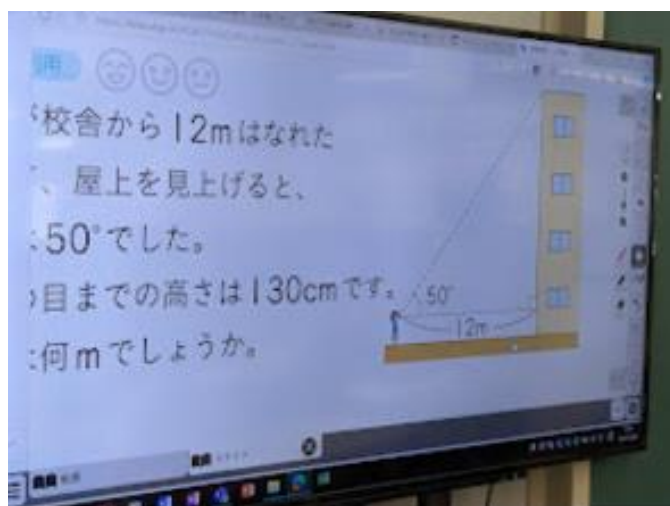 用
校舎から12mはなれた
、屋上を見上げると、
50°でした。
目までの高さは130cmです。
何mでしょうか。
50°
12m